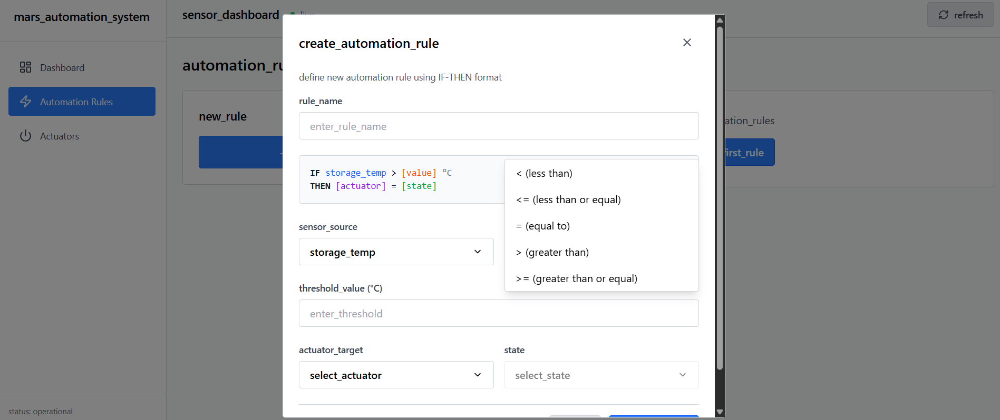 mars_automation_system
Dashboard
Automation Rules
Actuators
status: operational
sensor_dashboard
refresh
new_rule
ation_rules
first_rule
create_automation_rule
define new automation rule using IF-THEN format
rule_name
enter_rule_name
IF storage_temp > [value] °C
THEN [actuator] = [state]
< (less than)
<= (less than or equal)
= (equal to)
> (greater than)
>= (greater than or equal)
sensor_source
storage_temp
threshold_value (°C)
enter_threshold
actuator_target
select_actuator
state
select_state